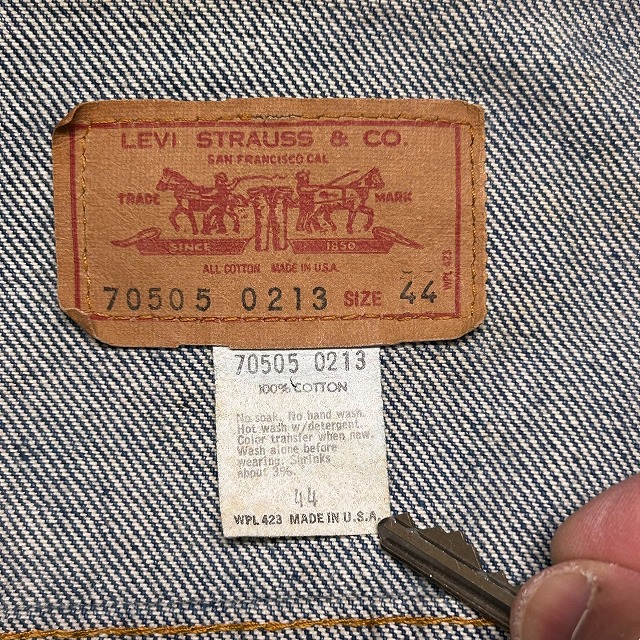 LEVI STRAUSS & CO.
SAN FRANCISCO CAL
TRADE MARK
SINCE 1850
ALL COTTON MADE IN U.S.A.
WPL 423
70505 0213 SIZE 44
70505 0213
100% COTTON
No soak. No hand wash.
Hot wash w/detergent.
Color transfer when new.
Wash alone before
wearing. Shrinks
about 3%.
44
WPL 423 MADE IN U.S.A.